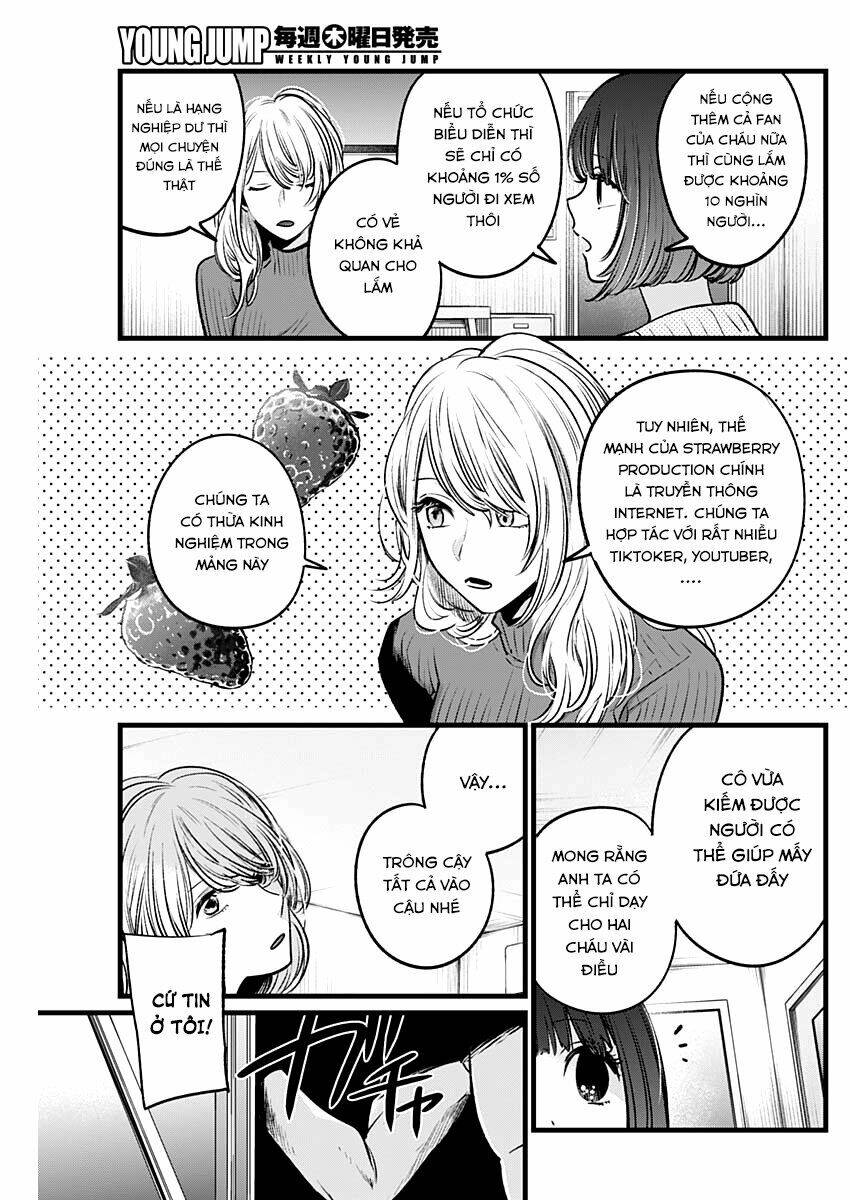 YOUNG JUMP 毎週木曜日発売
WEEKLY YOUNG JUMP
NẾU CỘNG
THÊM CẢ FAN
CỦA CHÁU NỮA
THÌ CÙNG LẮM
ĐƯỢC KHOẢNG
10 NGHÌN
NGƯỜI...
NẾU TỔ CHỨC
BIỂU DIỄN THÌ
SẼ CHỈ CÓ
KHOẢNG 1% SỐ
NGƯỜI ĐI XEM
THÔI
CÓ VẺ
KHÔNG KHẢ
QUAN CHO
LẮM
NẾU LÀ HẠNG
NGHIỆP DƯ THÌ
MỌI CHUYỆN
ĐÚNG LÀ THẾ
THẬT
TUY NHIÊN, THẾ
MẠNH CỦA STRAWBERRY
PRODUCTION CHÍNH
LÀ TRUYỀN THÔNG
INTERNET. CHÚNG TA
HỢP TÁC VỚI RẤT NHIỀU
TIKTOKER, YOUTUBER,
....
CHÚNG TA
CÓ THỪA KINH
NGHIỆM TRONG
MẢNG NÀY
CÔ VỪA
KIẾM ĐƯỢC
NGƯỜI CÓ
THỂ GIÚP MẤY
ĐỨA ĐẤY
MONG RẰNG
ANH TA CÓ
THỂ CHỈ DẠY
CHO HAI
CHÁU VÀI
ĐIỀU
VẬY...
TRÔNG CẬY
TẤT CẢ VÀO
CẬU NHÉ
CỨ TIN
Ở TÔI!
ガチャ